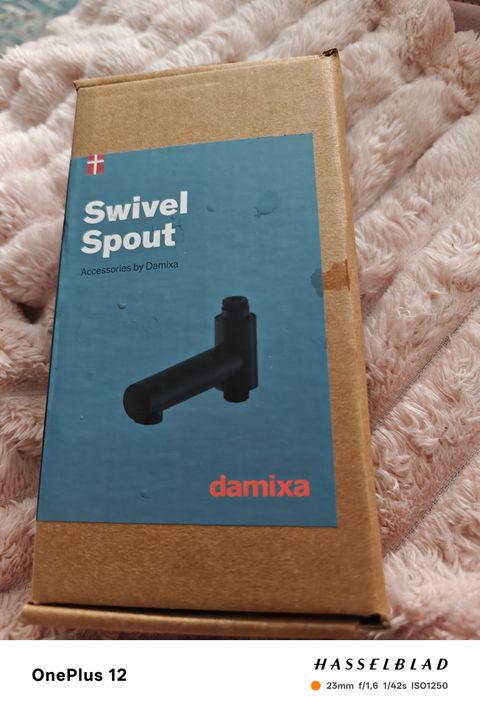 Swivel
Spout
Accessories by Damixa
damixa
OnePlus 12
HASSELBLAD
23mm f/1,6 1/42s ISO1250